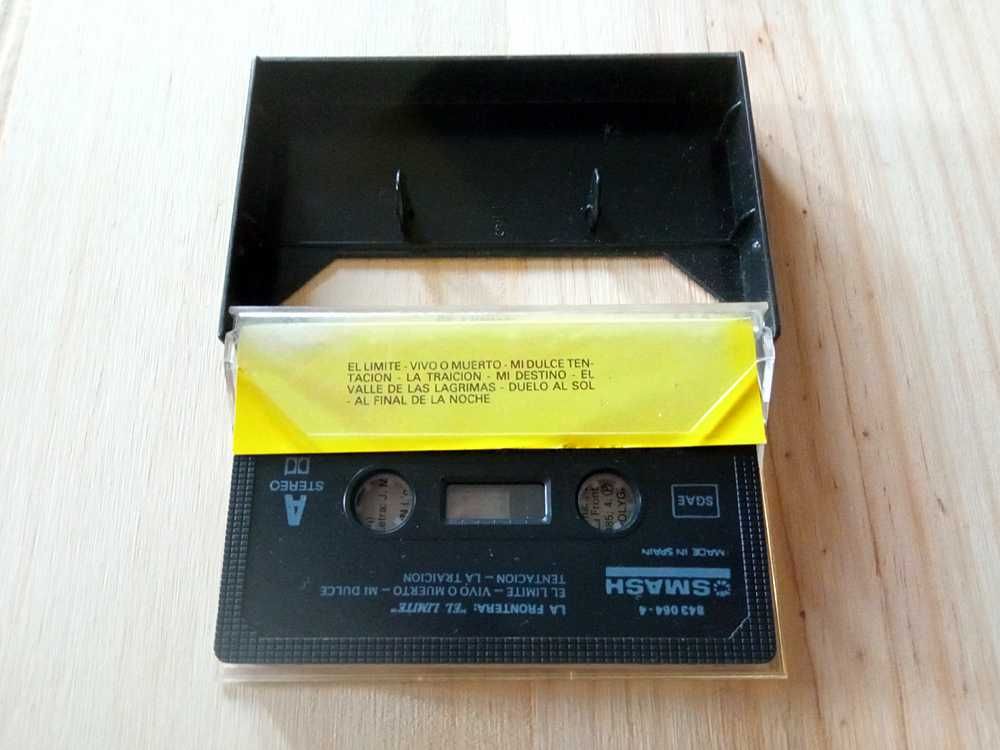 EL LIMITE - VIVO O MUERTO - MI DULCE TEN-
TACION - LA TRAICION - MI DESTINO - EL
VALLE DE LAS LAGRIMAS - DUELO AL SOL
- AL FINAL DE LA NOCHE
843 064-4
SMASH
MADE IN SPAIN
SGAE
LA FRONTERA: "EL LIMITE"
EL LIMITE – VIVO O MUERTO – MI DULCE
TENTACION – LA TRAICION
A
STEREO